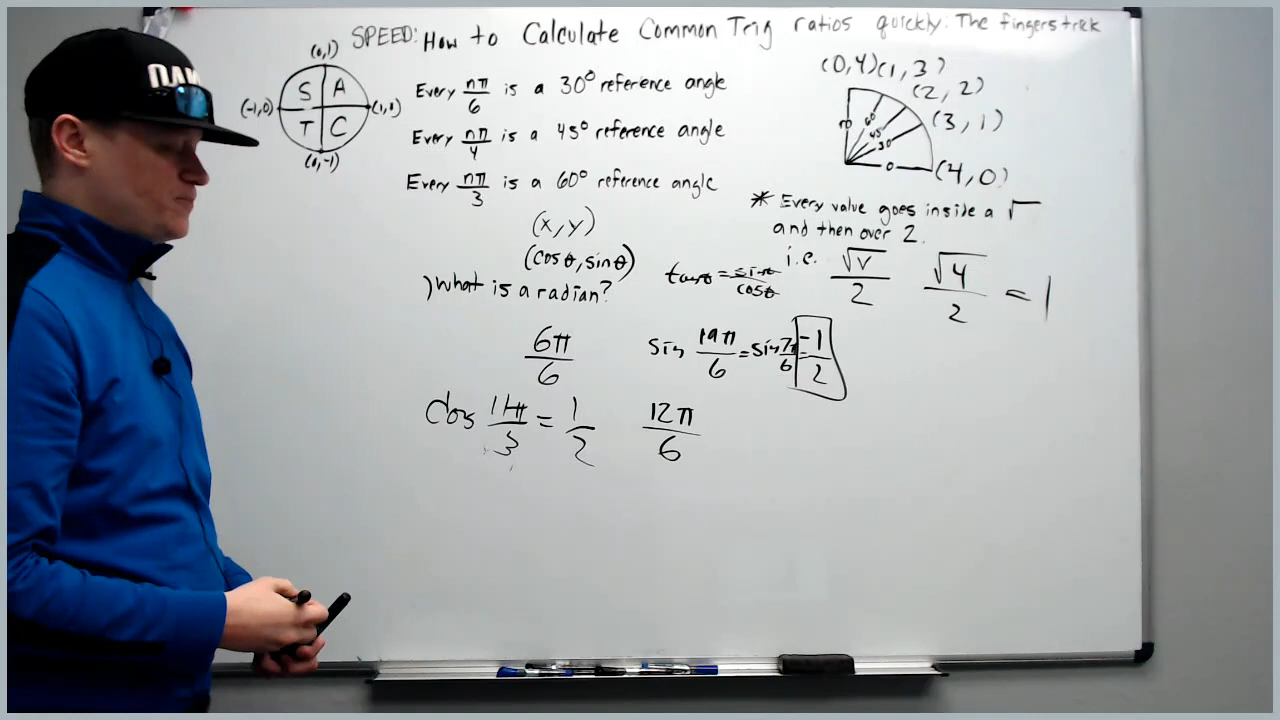 SPEED: How to Calculate Common Trig ratios quickly: The fingers trick
(0,1)
S A
(-1,0)
T C
(0,-1)
Every nπ/6 is a 30° reference angle
Every nπ/4 is a 45° reference angle
Every nπ/3 is a 60° reference angle
(x,y)
(cosθ, sinθ)
)What is a radian?
tanθ = sinθ/cosθ
(0,4) (1,3)
(2,2)
(3,1)
(4,0)
60
45
30
0
* Every value goes inside a √
and then over 2.
i.e. √v/2 √4/2 = 1
6π/6
sin 19π/6 = sin 7π/6 = -1/2
cos 11π/3 = 1/2
12π/6